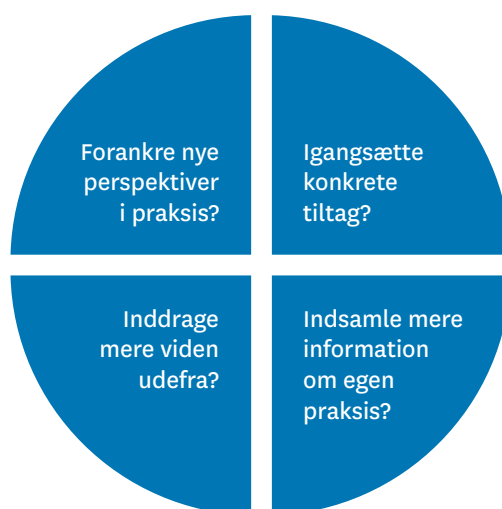 Forankre nye
perspektiver
i praksis?
Igangsætte
konkrete
tiltag?
Inddrage
mere viden
udefra?
Indsamle mere
information
om egen
praksis?